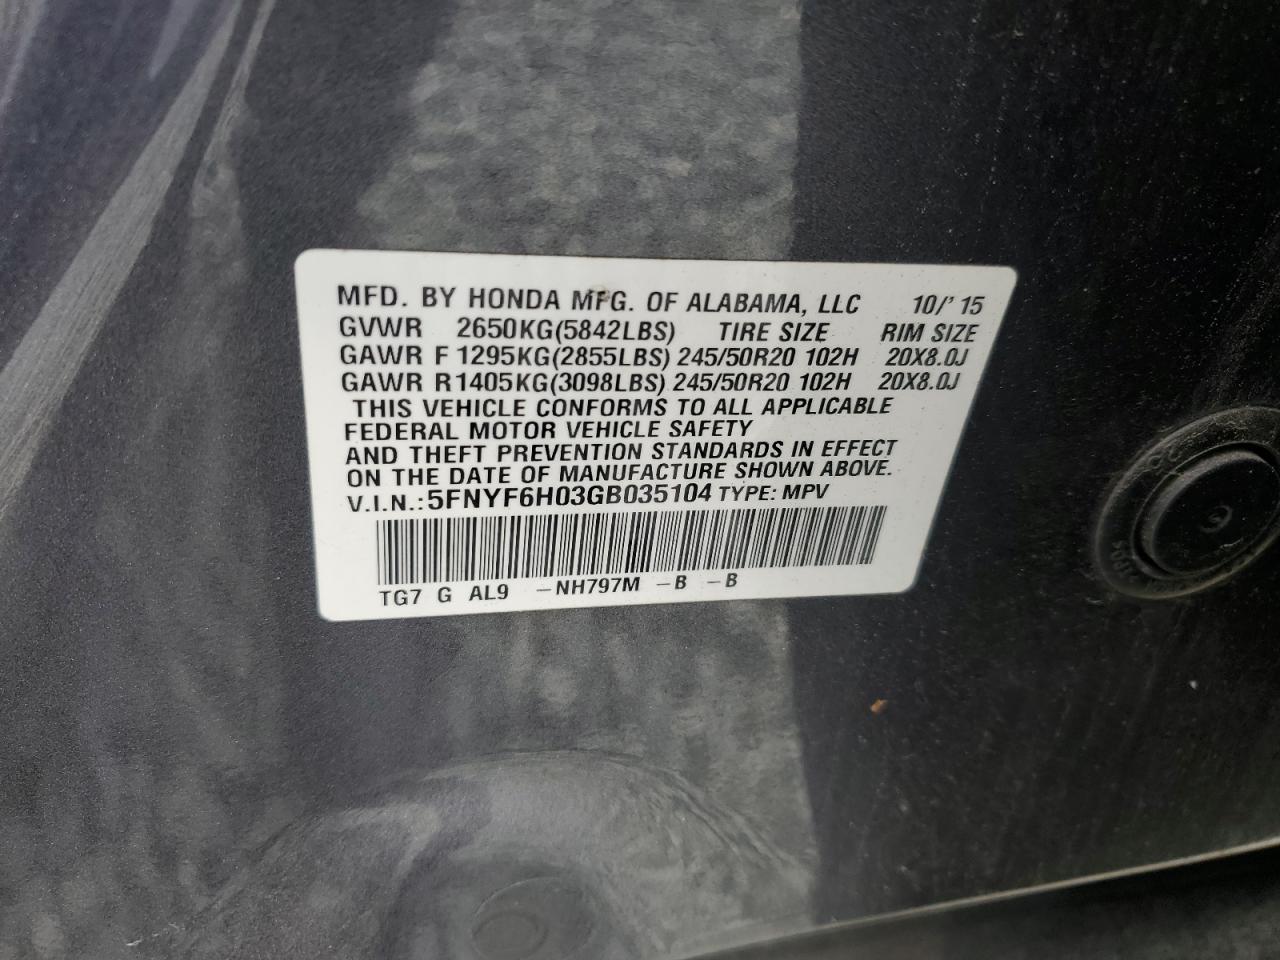 MFD. BY HONDA MFG. OF ALABAMA, LLC 10/'15
GVWR 2650KG(5842LBS) TIRE SIZE RIM SIZE
GAWR F 1295KG(2855LBS) 245/50R20 102H 20X8.0J
GAWR R1405KG(3098LBS) 245/50R20 102H 20X8.0J
THIS VEHICLE CONFORMS TO ALL APPLICABLE
FEDERAL MOTOR VEHICLE SAFETY
AND THEFT PREVENTION STANDARDS IN EFFECT
ON THE DATE OF MANUFACTURE SHOWN ABOVE.
V.I.N.: 5FNYF6H03GB035104 TYPE: MPV
TG7 G AL9 -NH797M -B -B